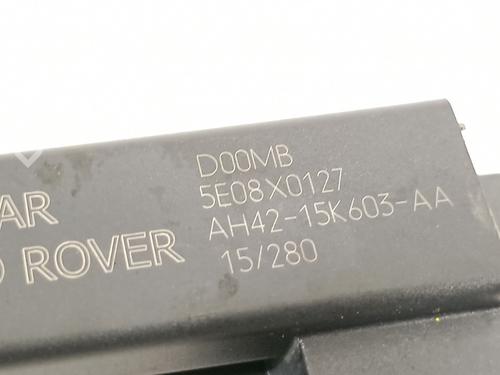 D00MB
5E08X0127
AR
AH42-15K603-AA
ROVER
15/280